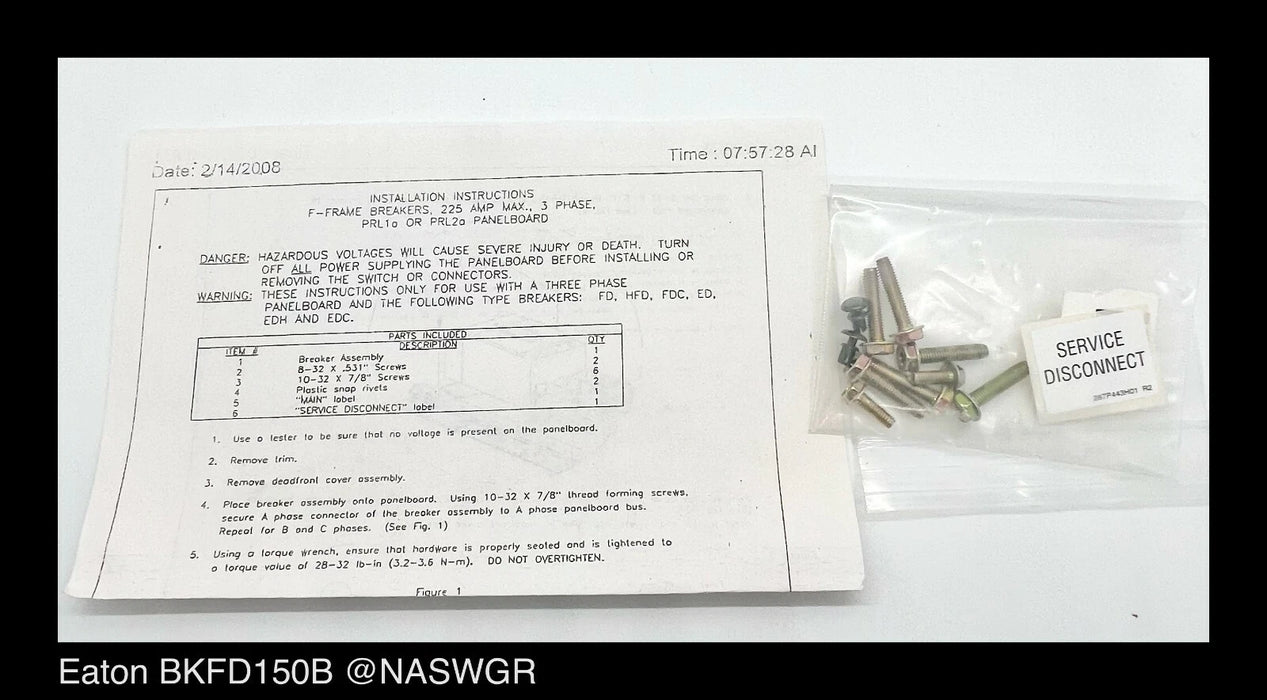 Date: 2/14/2008
Time : 07:57:28 AM
INSTALLATION INSTRUCTIONS
F-FRAME BREAKERS, 225 AMP MAX., 3 PHASE,
PRL1a OR PRL2a PANELBOARD
DANGER: HAZARDOUS VOLTAGES WILL CAUSE SEVERE INJURY OR DEATH. TURN
OFF ALL POWER SUPPLYING THE PANELBOARD BEFORE INSTALLING OR
REMOVING THE SWITCH OR CONNECTORS.
WARNING: THESE INSTRUCTIONS ONLY FOR USE WITH A THREE PHASE
PANELBOARD AND THE FOLLOWING TYPE BREAKERS: FD, HFD, FDC, ED,
EDH AND EDC.
PARTS INCLUDED
ITEM # DESCRIPTION QTY
1 Breaker Assembly 1
2 8-32 X .531" Screws 2
3 10-32 X 7/8" Screws 6
4 Plastic snap rivets 2
5 "MAIN" label 1
6 "SERVICE DISCONNECT" label 1
1. Use a tester to be sure that no voltage is present on the panelboard.
2. Remove trim.
3. Remove deadfront cover assembly.
4. Place breaker assembly onto panelboard. Using 10-32 X 7/8" thread forming screws,
secure A phase connector of the breaker assembly to A phase panelboard bus.
Repeat for B and C phases. (See Fig. 1)
5. Using a torque wrench, ensure that hardware is properly seated and is tightened to
a torque value of 28-32 lb-in (3.2-3.6 N-m). DO NOT OVERTIGHTEN.
Figure 1
SERVICE
DISCONNECT
287P443H01 R2
Eaton BKFD150B @NASWGR